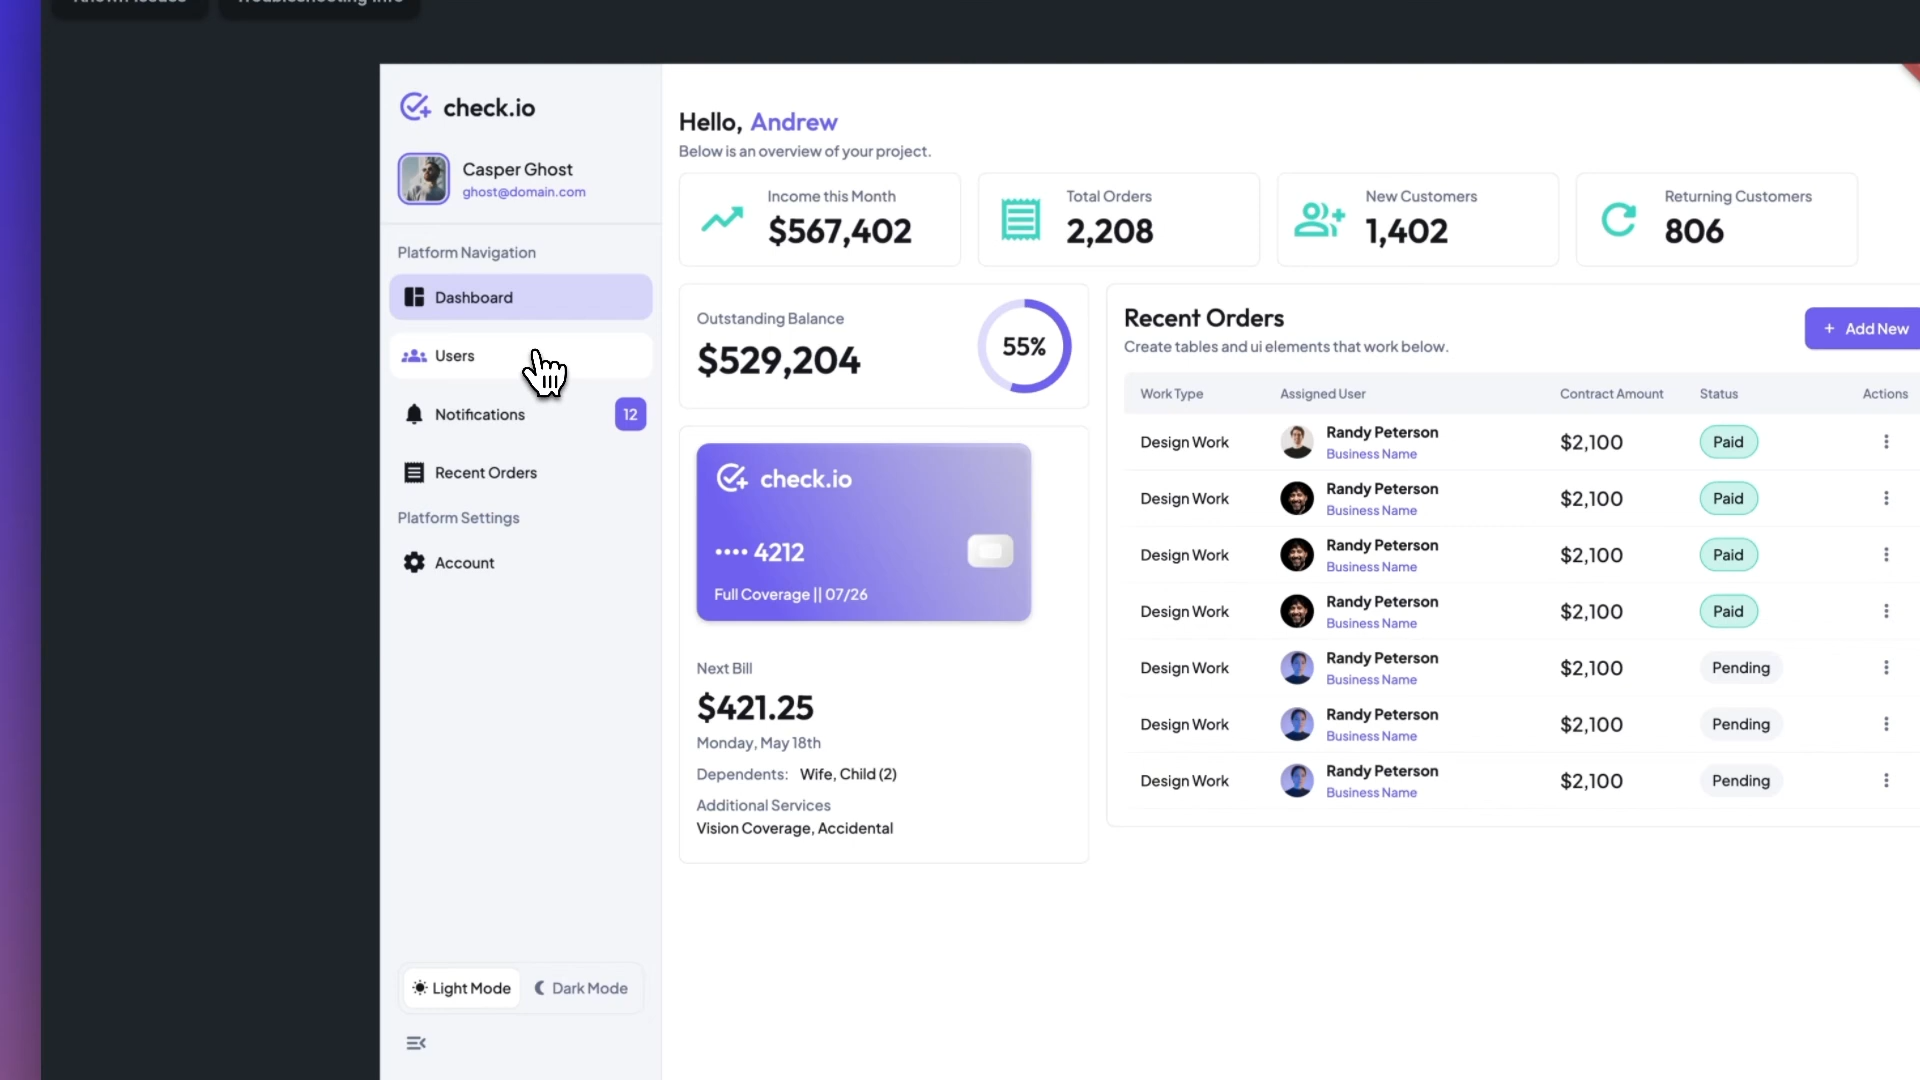 Known Issues
Troubleshooting Info
check.io
Casper Ghost
ghost@domain.com
Platform Navigation
Dashboard
Users
Notifications
12
Recent Orders
Platform Settings
Account
Light Mode
Dark Mode
Hello, Andrew
Below is an overview of your project.
Income this Month
$567,402
Total Orders
2,208
New Customers
1,402
Returning Customers
806
Outstanding Balance
$529,204
55%
check.io
•••• 4212
Full Coverage || 07/26
Next Bill
$421.25
Monday, May 18th
Dependents: Wife, Child (2)
Additional Services
Vision Coverage, Accidental
Recent Orders
Create tables and ui elements that work below.
+ Add New
Work Type Assigned User Contract Amount Status Actions
Design Work Randy Peterson $2,100 Paid
Business Name
Design Work Randy Peterson $2,100 Paid
Business Name
Design Work Randy Peterson $2,100 Paid
Business Name
Design Work Randy Peterson $2,100 Paid
Business Name
Design Work Randy Peterson $2,100 Pending
Business Name
Design Work Randy Peterson $2,100 Pending
Business Name
Design Work Randy Peterson $2,100 Pending
Business Name